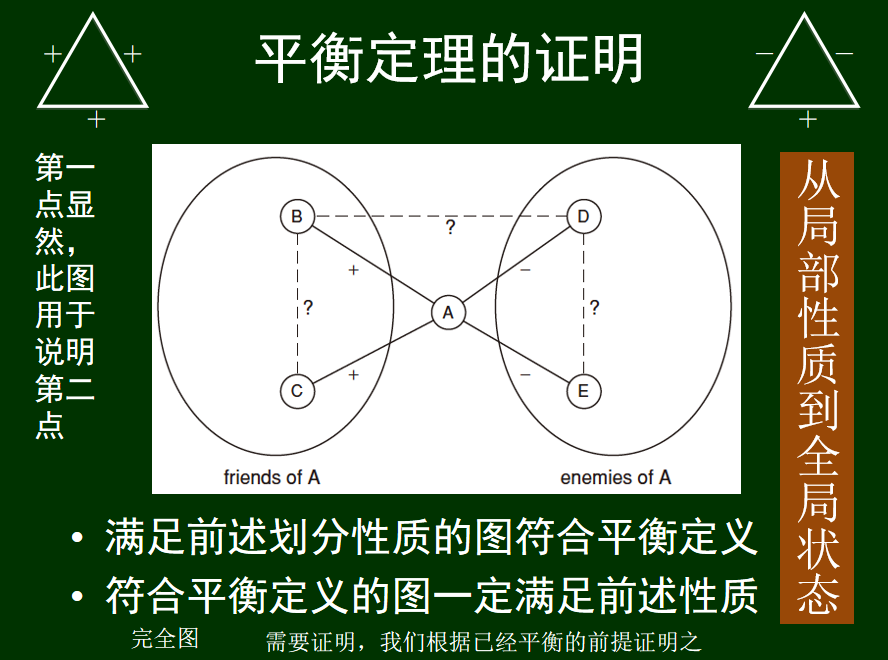 平衡定理的证明
+ +
+
− −
+
第一
点显
然，
此图
用于
说明
第二
点
B
D
?
+
−
?
A
?
+
−
C
E
friends of A
enemies of A
从局部性质到全局状态
• 满足前述划分性质的图符合平衡定义
• 符合平衡定义的图一定满足前述性质
完全图
需要证明，我们根据已经平衡的前提证明之